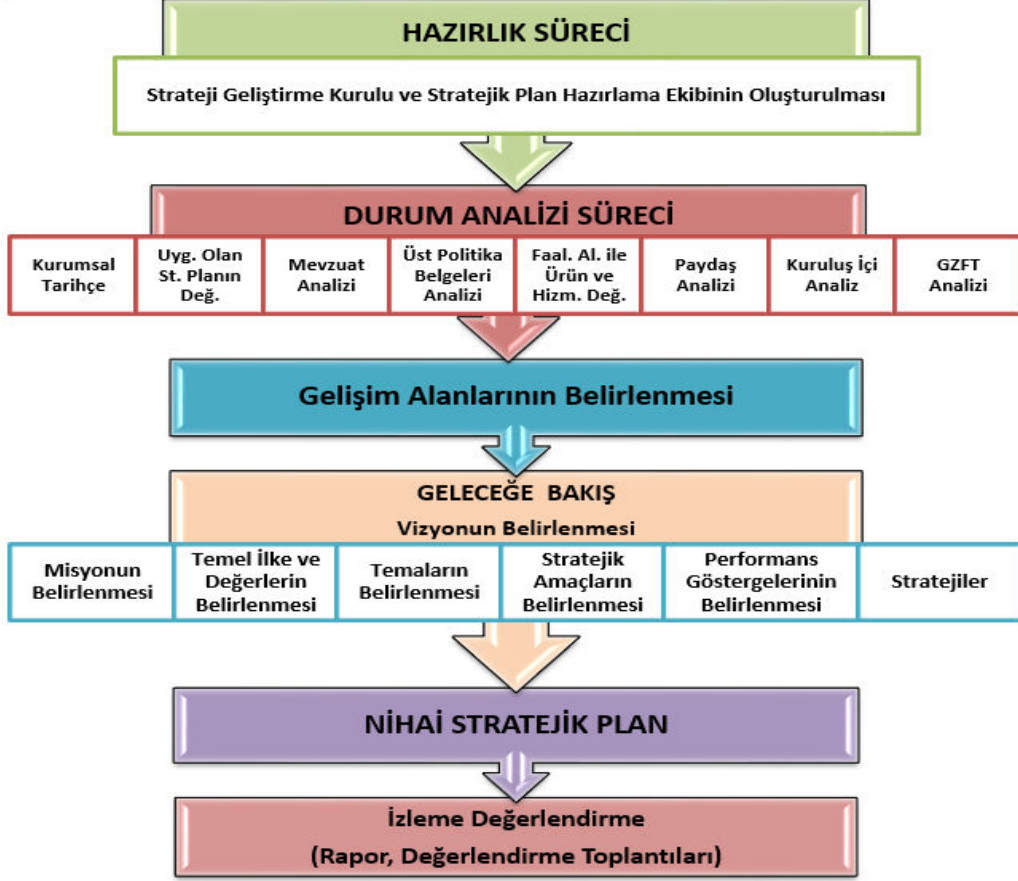 HAZIRLIK SÜRECİ
Strateji Geliştirme Kurulu ve Stratejik Plan Hazırlama Ekibinin Oluşturulması
DURUM ANALİZİ SÜRECİ
Kurumsal
Tarihçe
Uyg. Olan
St. Planın
Değ.
Mevzuat
Analizi
Üst Politika
Belgeleri
Analizi
Faal. Al. ile
Ürün ve
Hizm. Değ.
Paydaş
Analizi
Kuruluş İçi
Analiz
GZFT
Analizi
Gelişim Alanlarının Belirlenmesi
GELECEĞE BAKIŞ
Vizyonun Belirlenmesi
Misyonun
Belirlenmesi
Temel İlke ve
Değerlerin
Belirlenmesi
Temaların
Belirlenmesi
Stratejik
Amaçların
Belirlenmesi
Performans
Göstergelerinin
Belirlenmesi
Stratejiler
NİHAİ STRATEJİK PLAN
İzleme Değerlendirme
(Rapor, Değerlendirme Toplantıları)